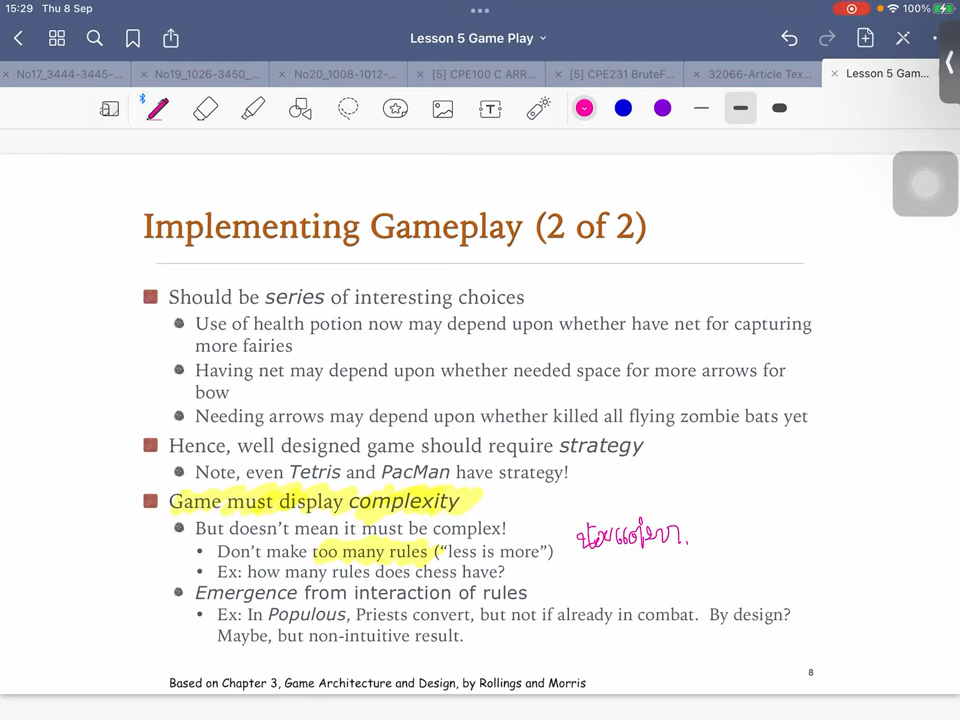 15:29 Thu 8 Sep
100%
Lesson 5 Game Play
No17_3444-3445-...
No19_1026-3450_...
No20_1008-1012-...
[5] CPE100 C ARR...
[5] CPE231 BruteF...
32066-Article Tex...
Lesson 5 Gam...
Implementing Gameplay (2 of 2)
Should be series of interesting choices
Use of health potion now may depend upon whether have net for capturing
more fairies
Having net may depend upon whether needed space for more arrows for
bow
Needing arrows may depend upon whether killed all flying zombie bats yet
Hence, well designed game should require strategy
Note, even Tetris and PacMan have strategy!
Game must display complexity
But doesn't mean it must be complex!
Don't make too many rules ("less is more")
Ex: how many rules does chess have?
Emergence from interaction of rules
Ex: In Populous, Priests convert, but not if already in combat. By design?
Maybe, but non-intuitive result.
8
Based on Chapter 3, Game Architecture and Design, by Rollings and Morris